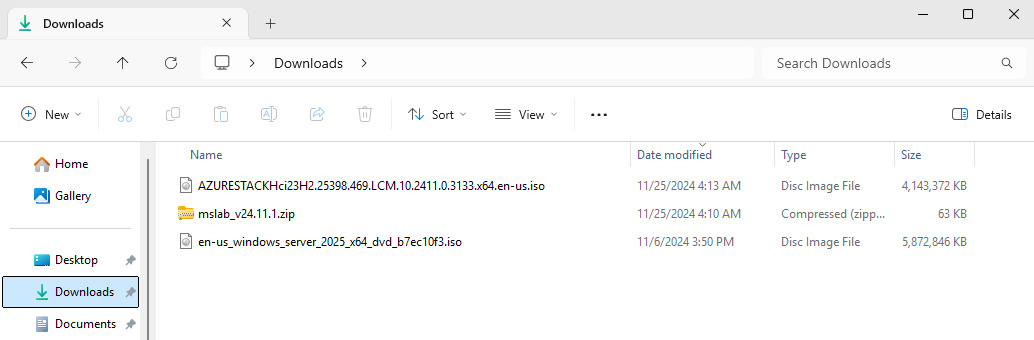 Downloads
Downloads
Search Downloads
New Sort View Details
Name Date modified Type Size
Home
Gallery
Desktop
Downloads
Documents
AZURESTACKHci23H2.25398.469.LCM.10.2411.0.3133.x64.en-us.iso 11/25/2024 4:13 AM Disc Image File 4,143,372 KB
mslab_v24.11.1.zip 11/25/2024 4:10 AM Compressed (zipp... 63 KB
en-us_windows_server_2025_x64_dvd_b7ec10f3.iso 11/6/2024 3:50 PM Disc Image File 5,872,846 KB